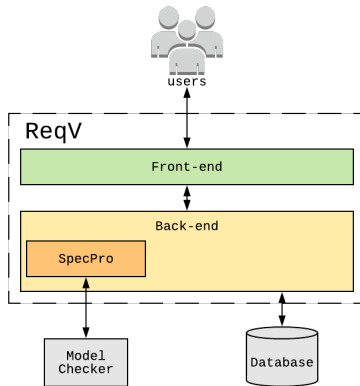 users
ReqV
Front-end
Back-end
SpecPro
Model
Checker
Database